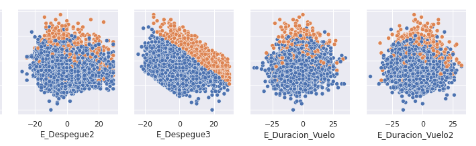 −20 0 20
E_Despegue2
−20 0 20
E_Despegue3
−25 0 25
E_Duracion_Vuelo
−25 0 25
E_Duracion_Vuelo2